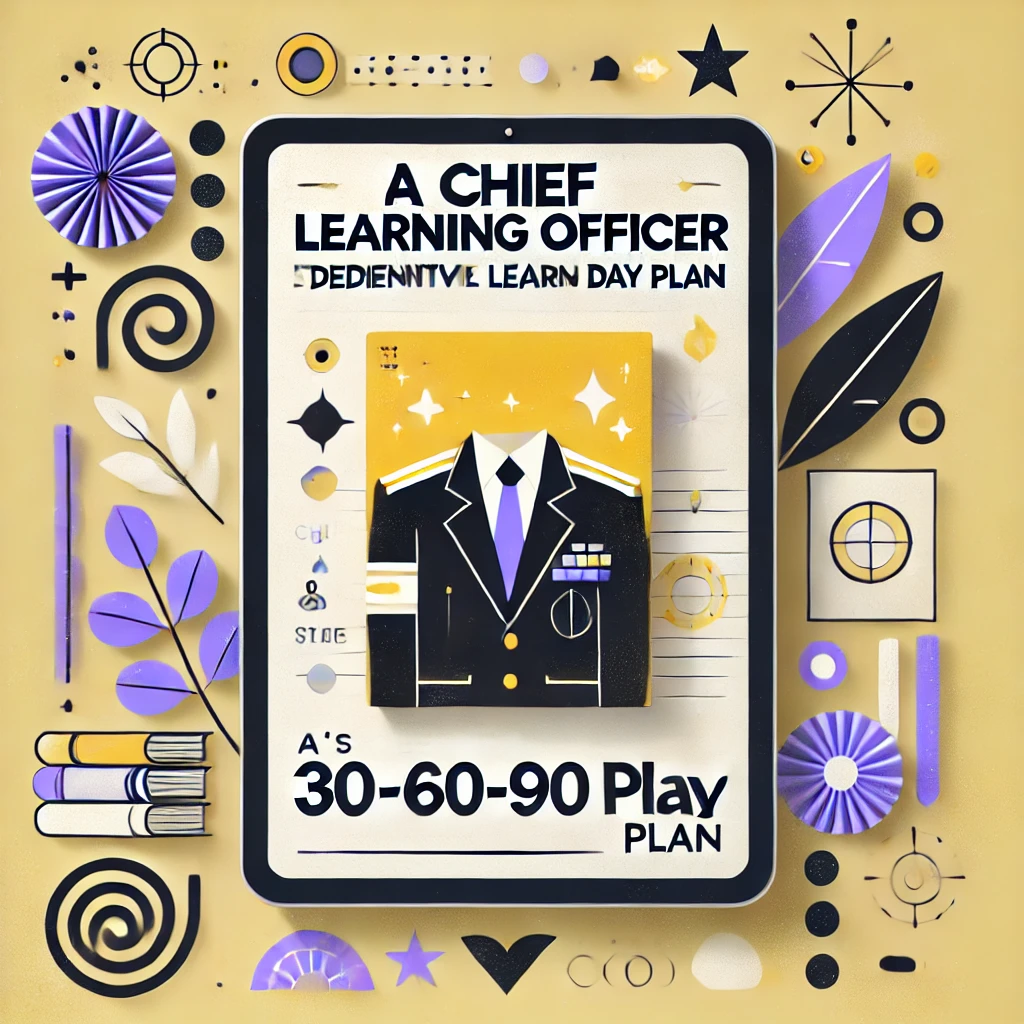 A CHIEF
LEARNING OFFICER
LEARN DAY PLAN
A'S
30-60-90 Play
PLAN